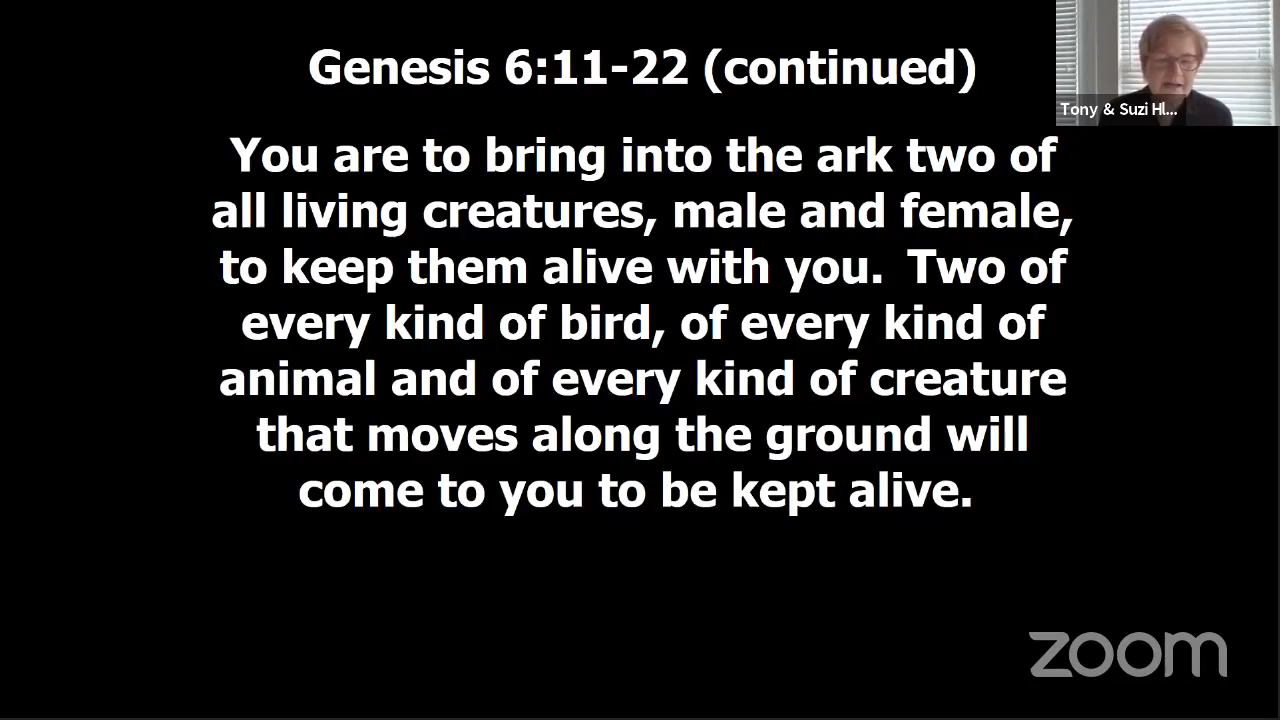 Genesis 6:11-22 (continued)
Tony & Suzi Hl...
You are to bring into the ark two of
all living creatures, male and female,
to keep them alive with you.  Two of
every kind of bird, of every kind of
animal and of every kind of creature
that moves along the ground will
come to you to be kept alive.
zoom